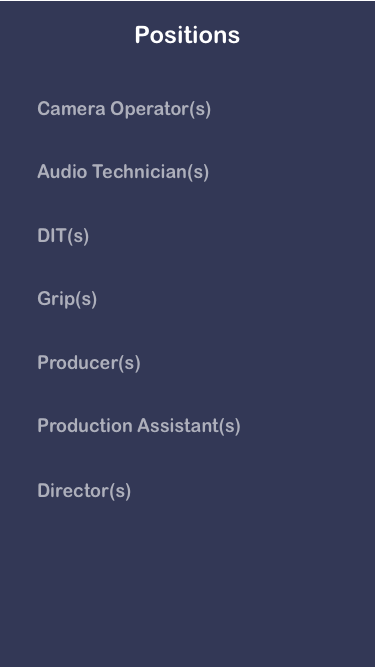 Positions
Camera Operator(s)
Audio Technician(s)
DIT(s)
Grip(s)
Producer(s)
Production Assistant(s)
Director(s)